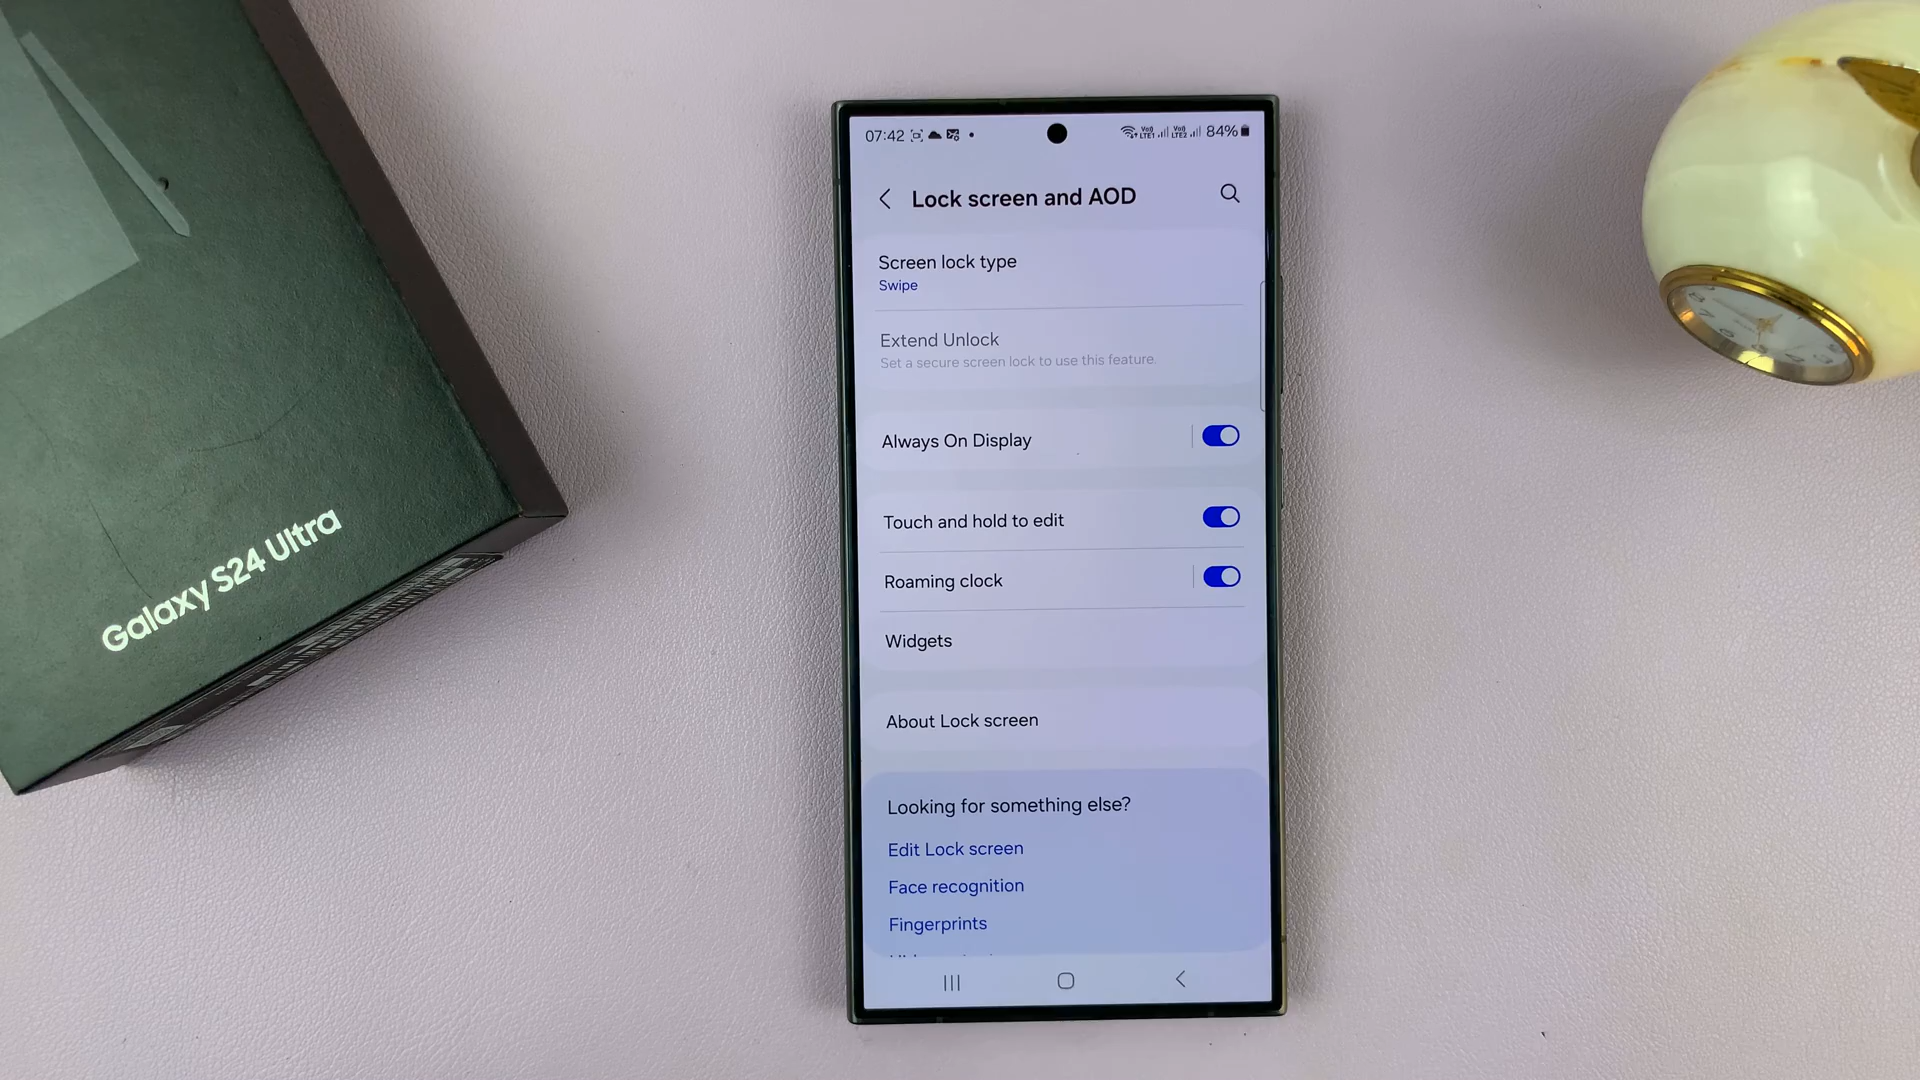 Galaxy S24 Ultra
07:42
84%
Lock screen and AOD
Screen lock type
Swipe
Extend Unlock
Set a secure screen lock to use this feature.
Always On Display
Touch and hold to edit
Roaming clock
Widgets
About Lock screen
Looking for something else?
Edit Lock screen
Face recognition
Fingerprints